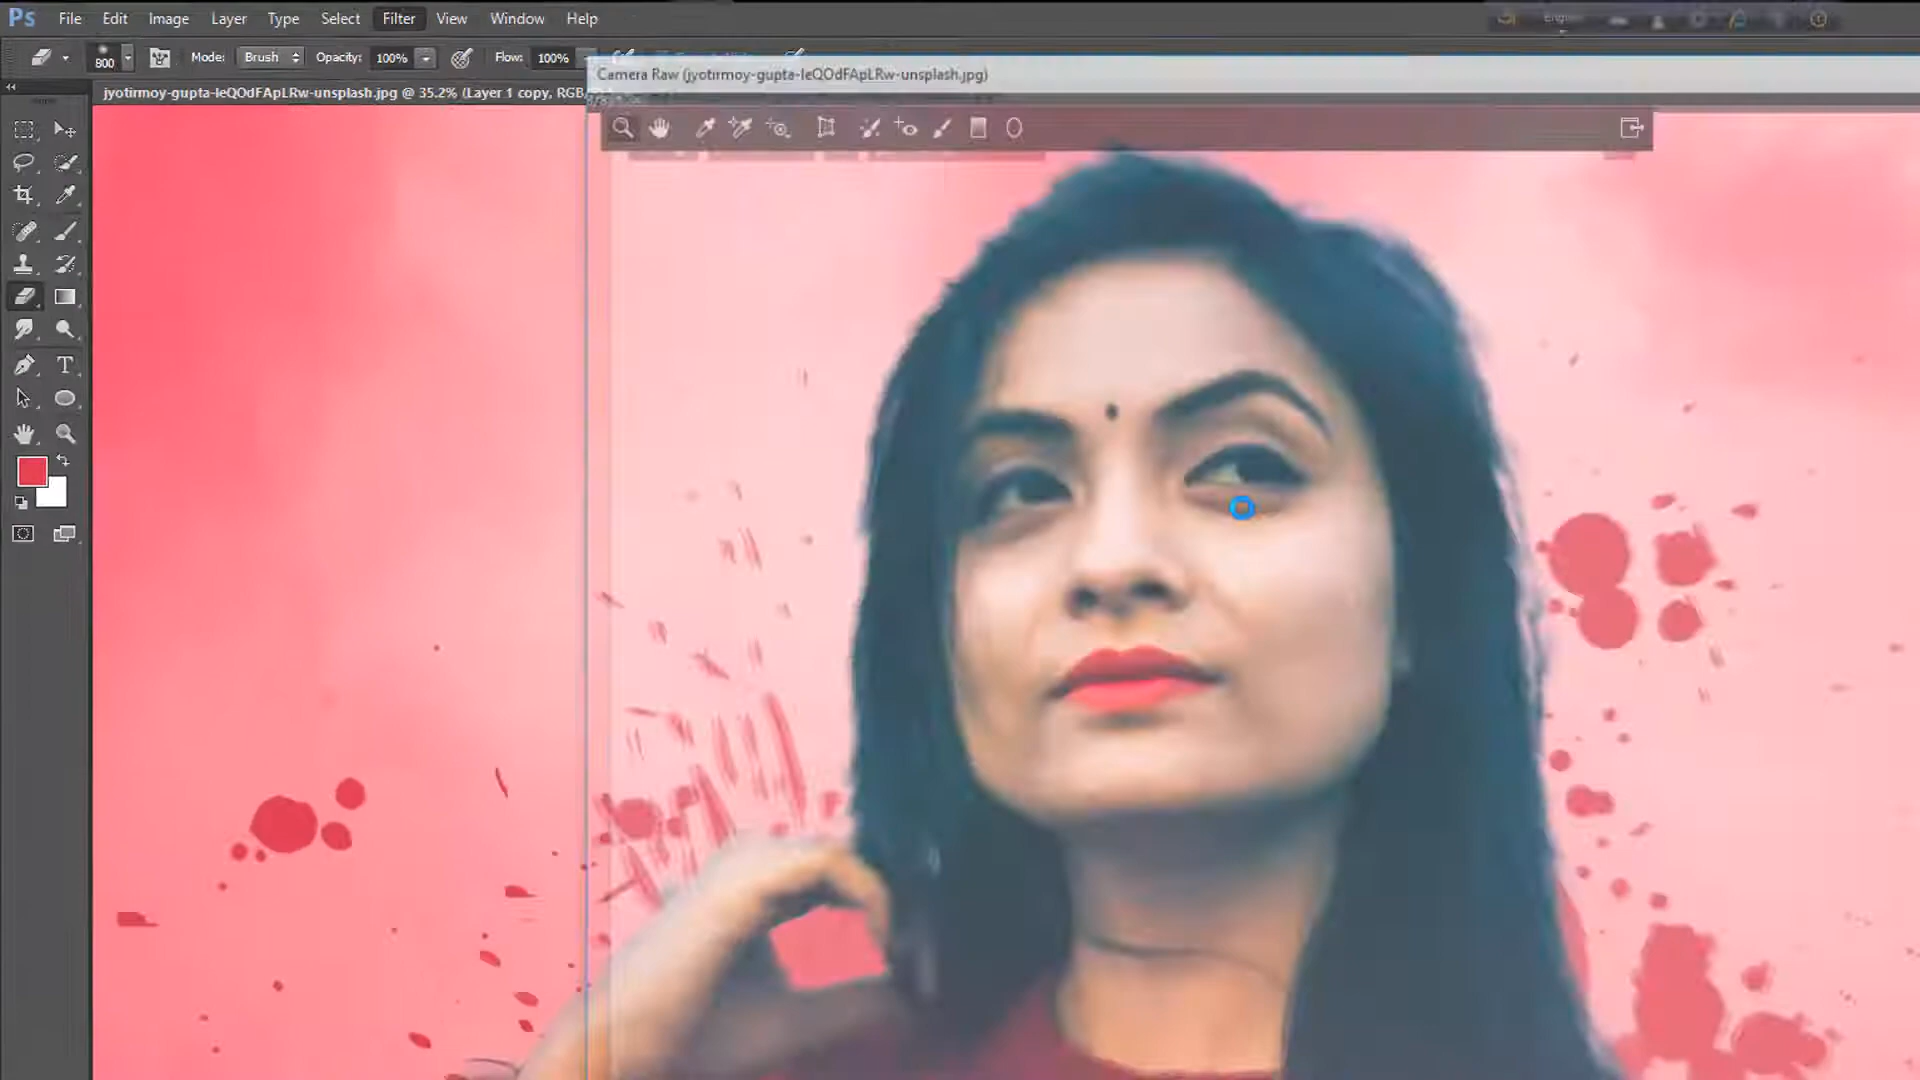 Ps File Edit Image Layer Type Select Filter View Window Help
800 Mode: Brush Opacity: 100% Flow: 100%
Camera Raw (jyotirmoy-gupta-leQOdFApLRw-unsplash.jpg)
jyotirmoy-gupta-leQOdFApLRw-unsplash.jpg @ 35.2% (Layer 1 copy, RGB/
T